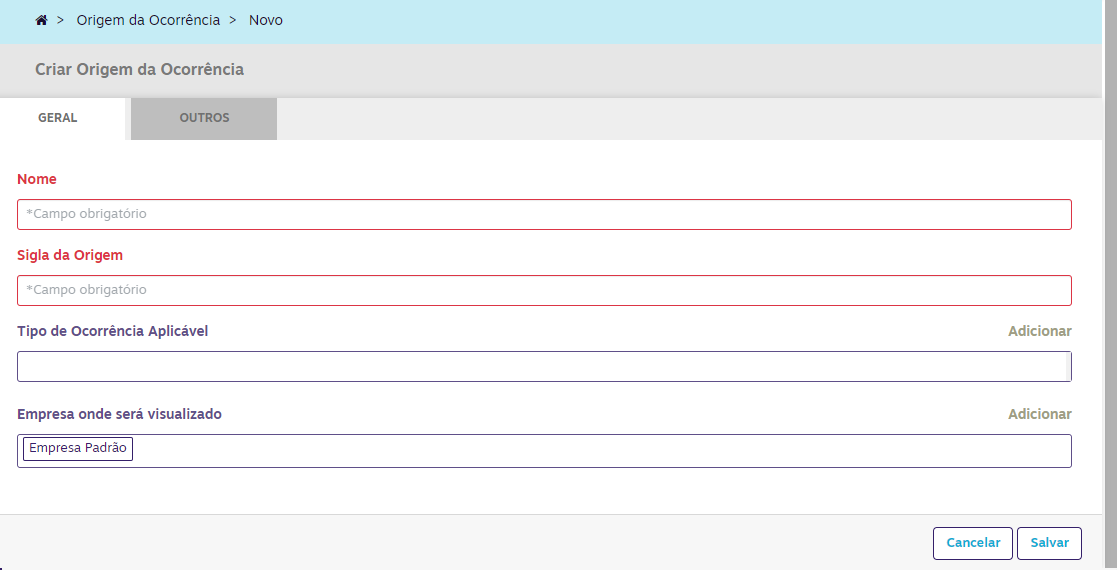 > Origem da Ocorrência > Novo
Criar Origem da Ocorrência
GERAL OUTROS
Nome
*Campo obrigatório
Sigla da Origem
*Campo obrigatório
Tipo de Ocorrência Aplicável Adicionar
Empresa onde será visualizado Adicionar
Empresa Padrão
Cancelar Salvar